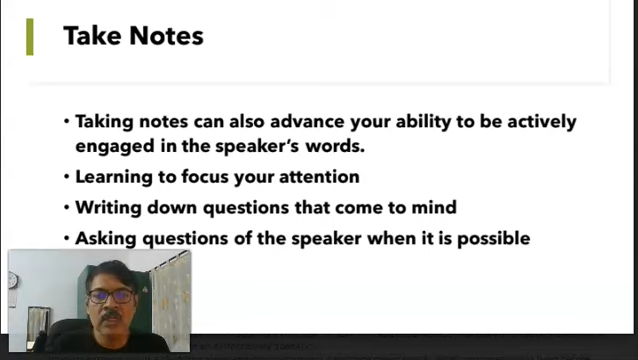 Take Notes
• Taking notes can also advance your ability to be actively
engaged in the speaker's words.
• Learning to focus your attention
• Writing down questions that come to mind
• Asking questions of the speaker when it is possible